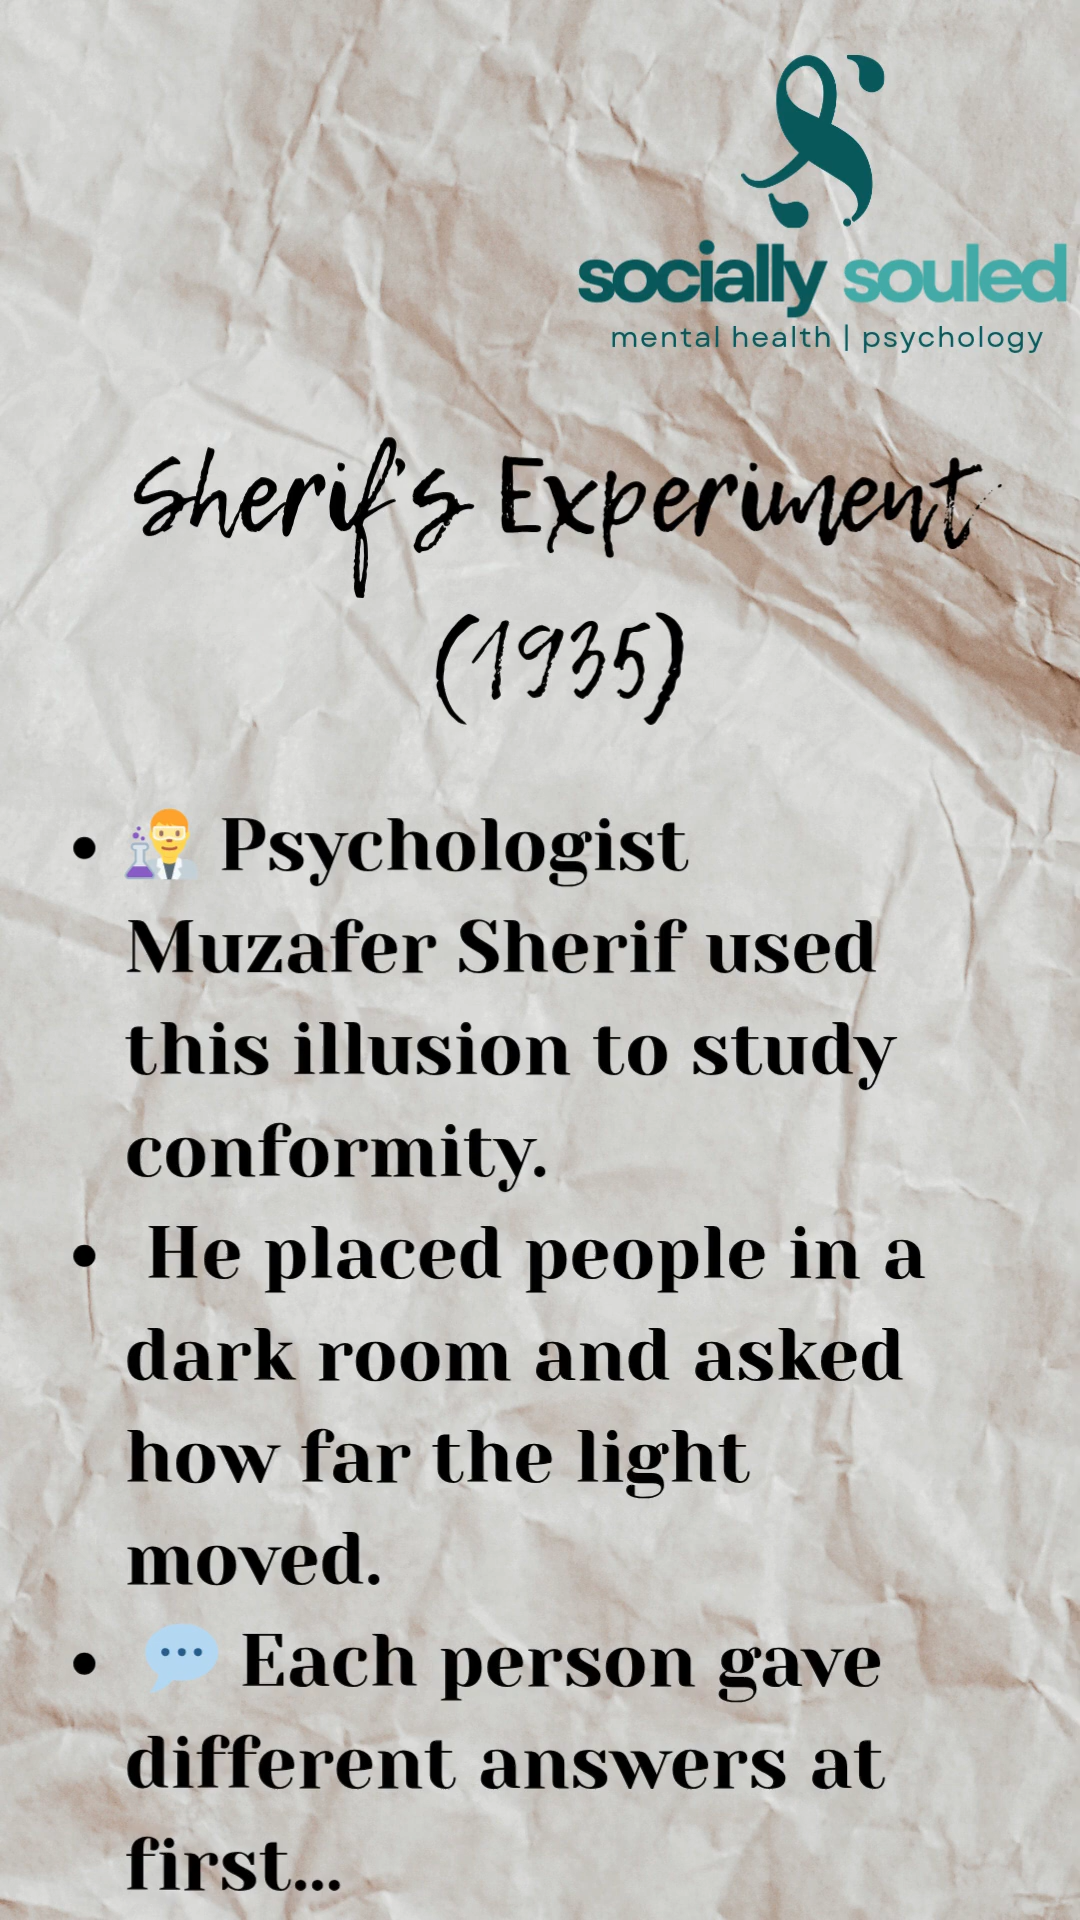 socially souled
mental health | psychology
Sherif's Experiment
(1935)
• 👨‍🔬 Psychologist
Muzafer Sherif used
this illusion to study
conformity.
• He placed people in a
dark room and asked
how far the light
moved.
• 💬 Each person gave
different answers at
first...